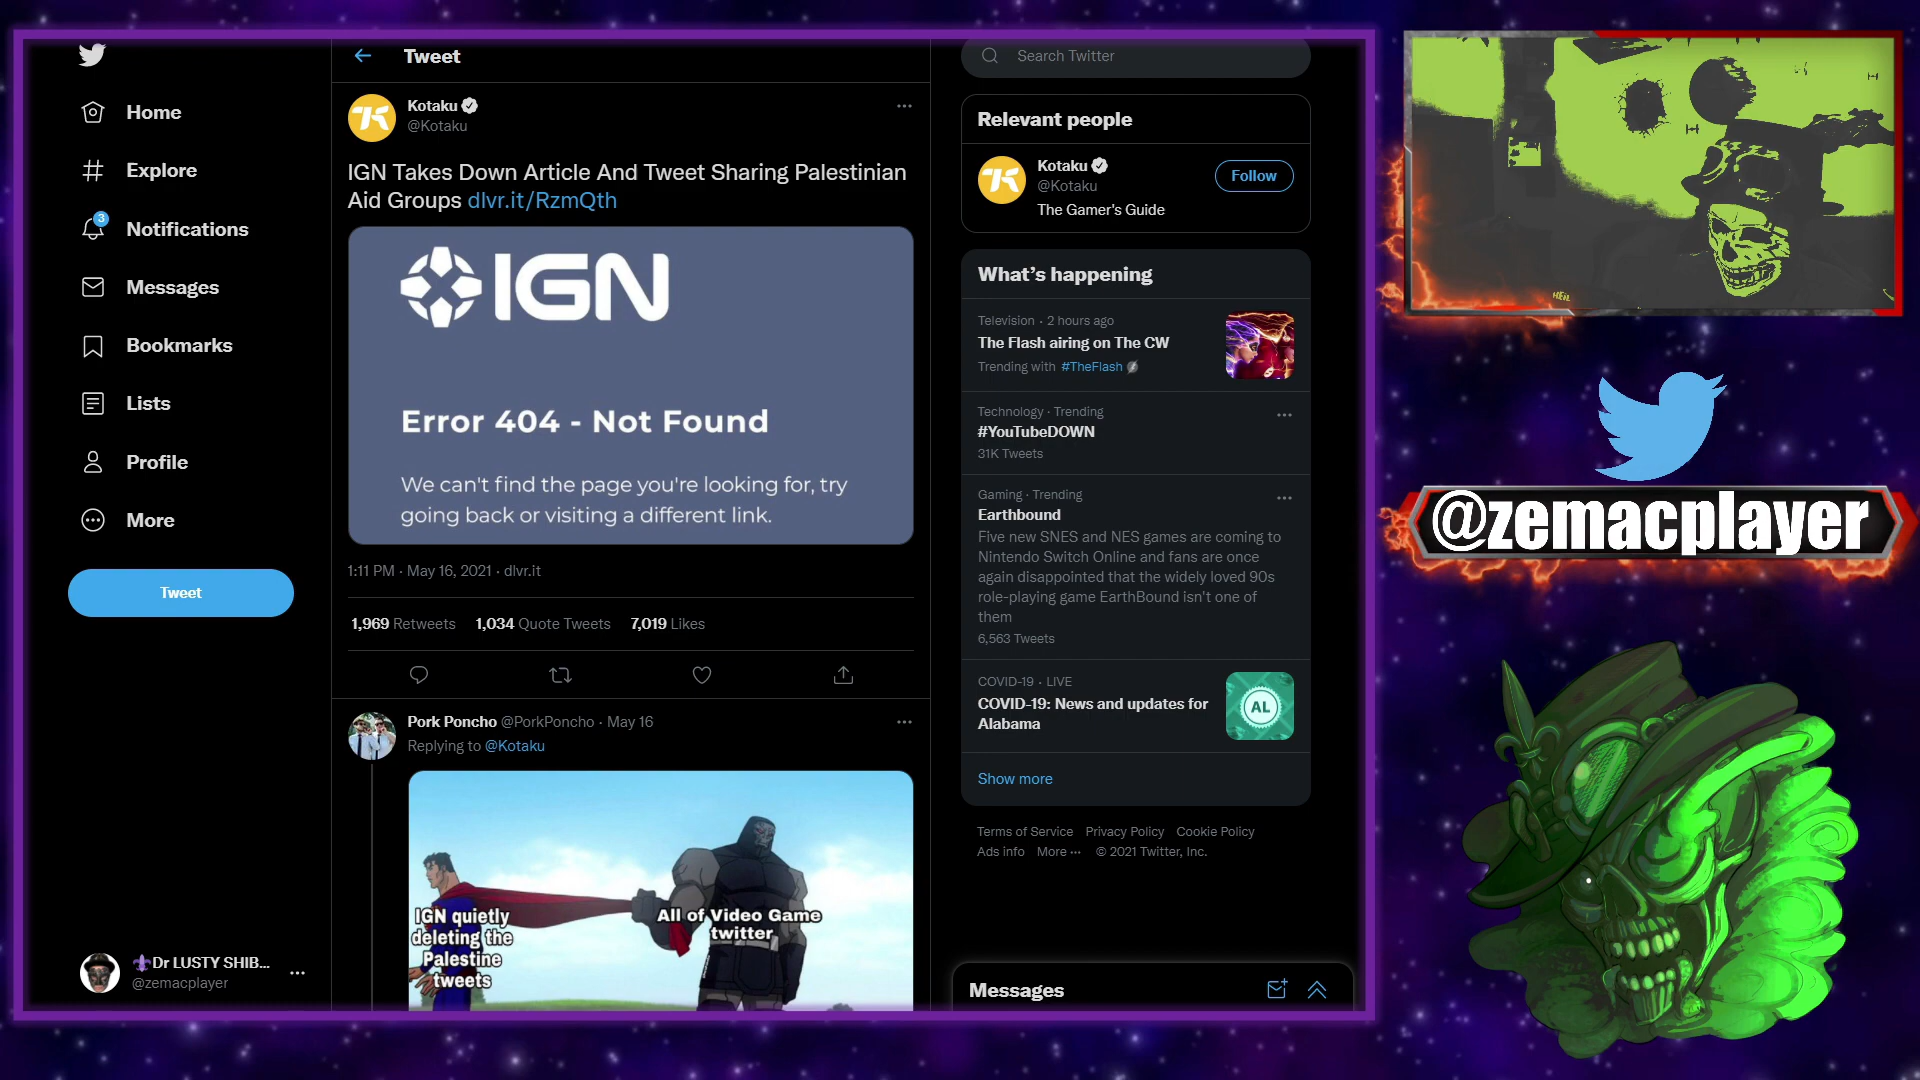 Home
Explore
3
Notifications
Messages
Bookmarks
Lists
Profile
More
Tweet
Dr LUSTY SHIB...
@zemacplayer
Tweet
Kotaku
@Kotaku
IGN Takes Down Article And Tweet Sharing Palestinian
Aid Groups dlvr.it/RzmQth
IGN
Error 404 - Not Found
We can't find the page you're looking for, try
going back or visiting a different link.
1:11 PM · May 16, 2021 · dlvr.it
1,969 Retweets 1,034 Quote Tweets 7,019 Likes
Pork Poncho @PorkPoncho · May 16
Replying to @Kotaku
IGN quietly
deleting the
Palestine
tweets
All of Video Game
twitter
Search Twitter
Relevant people
Kotaku
@Kotaku
Follow
The Gamer's Guide
What's happening
Television · 2 hours ago
The Flash airing on The CW
Trending with #TheFlash
Technology · Trending
#YouTubeDOWN
31K Tweets
Gaming · Trending
Earthbound
Five new SNES and NES games are coming to
Nintendo Switch Online and fans are once
again disappointed that the widely loved 90s
role-playing game EarthBound isn't one of
them
6,563 Tweets
COVID-19 · LIVE
COVID-19: News and updates for
Alabama
AL
Show more
Terms of Service Privacy Policy Cookie Policy
Ads info More ··· © 2021 Twitter, Inc.
Messages
@zemacplayer